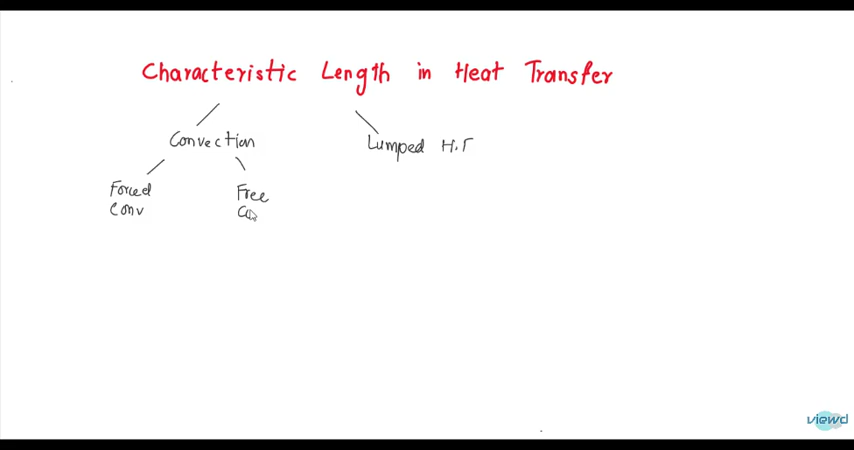 Characteristic Length in Heat Transfer
Convection
Lumped H.T
Forced
Conv
Free
viewd